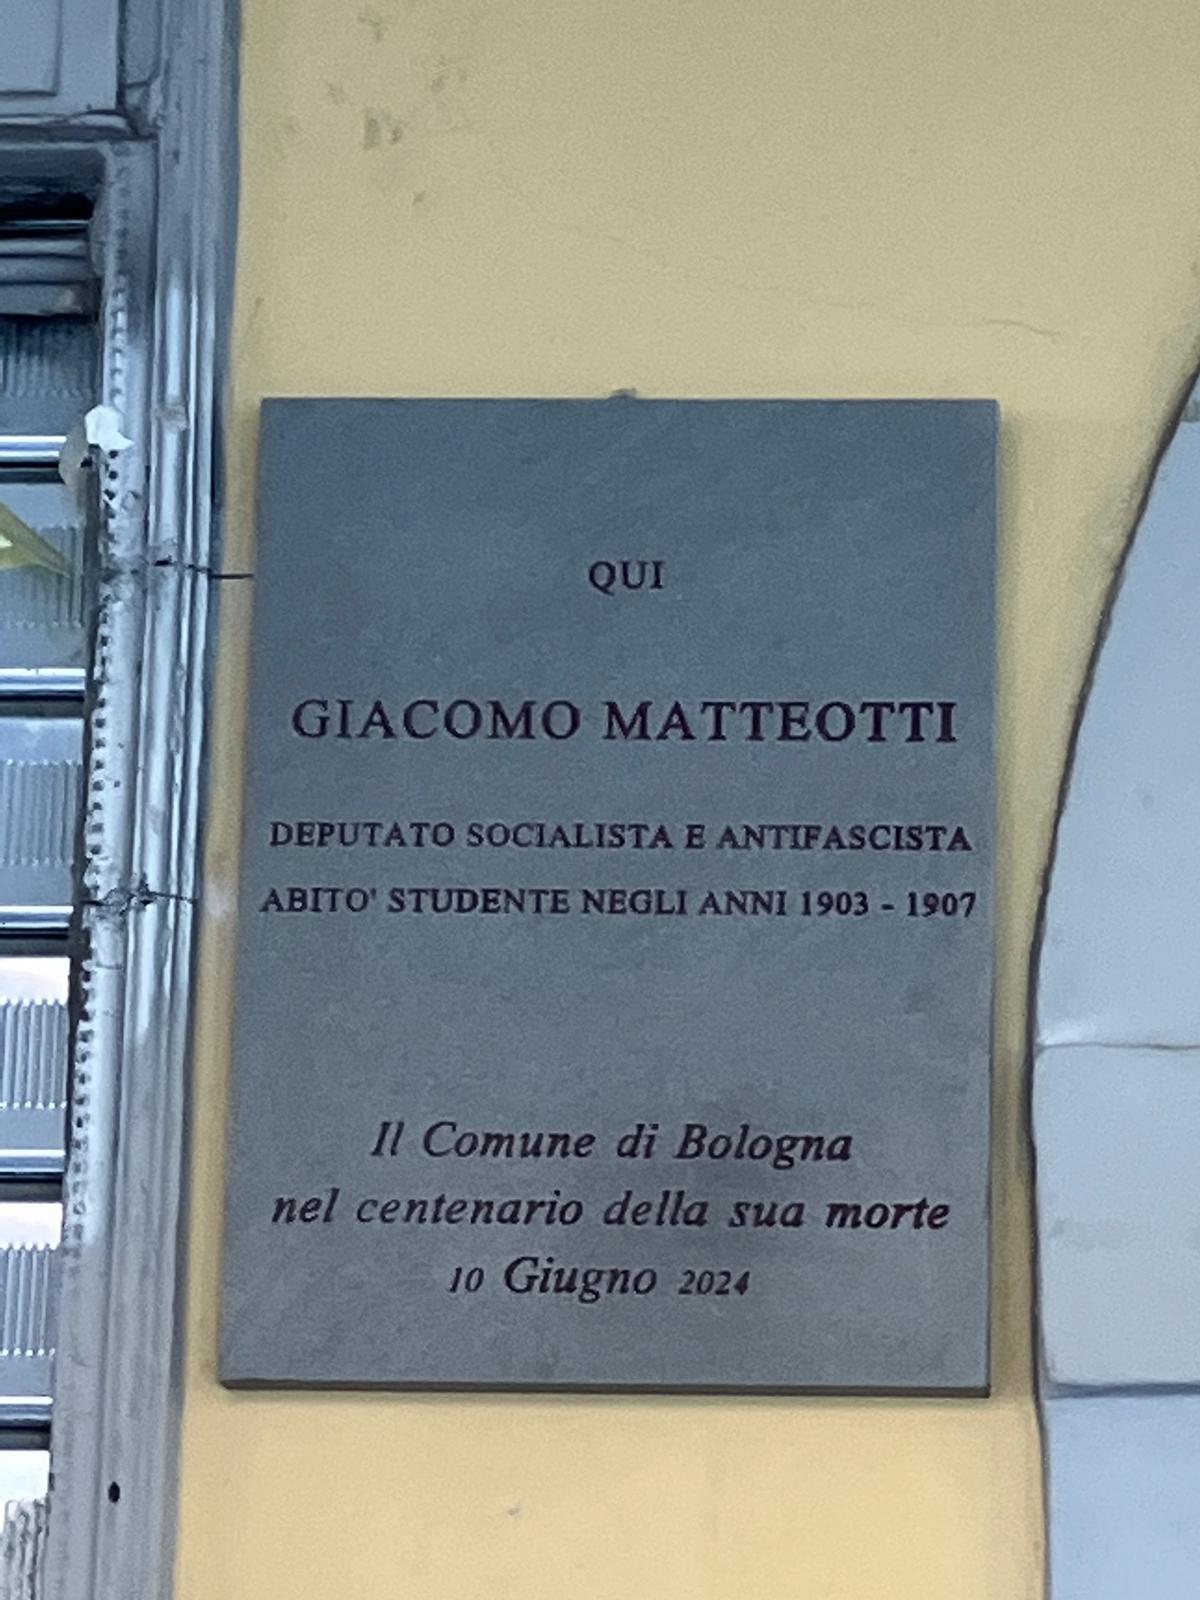 QUI
GIACOMO MATTEOTTI
DEPUTATO SOCIALISTA E ANTIFASCISTA
ABITO' STUDENTE NEGLI ANNI 1903 - 1907
Il Comune di Bologna
nel centenario della sua morte
10 Giugno 2024